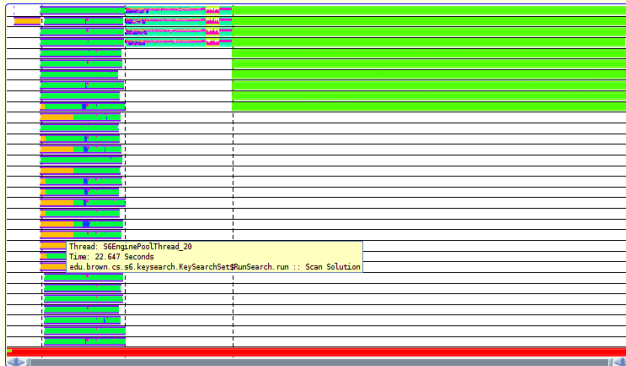 Thread: S6EnginePoolThread_20
Time: 22.647 Seconds
edu.brown.cs.s6.keysearch.KeySearchSet$RunSearch.run :: Scan Solution